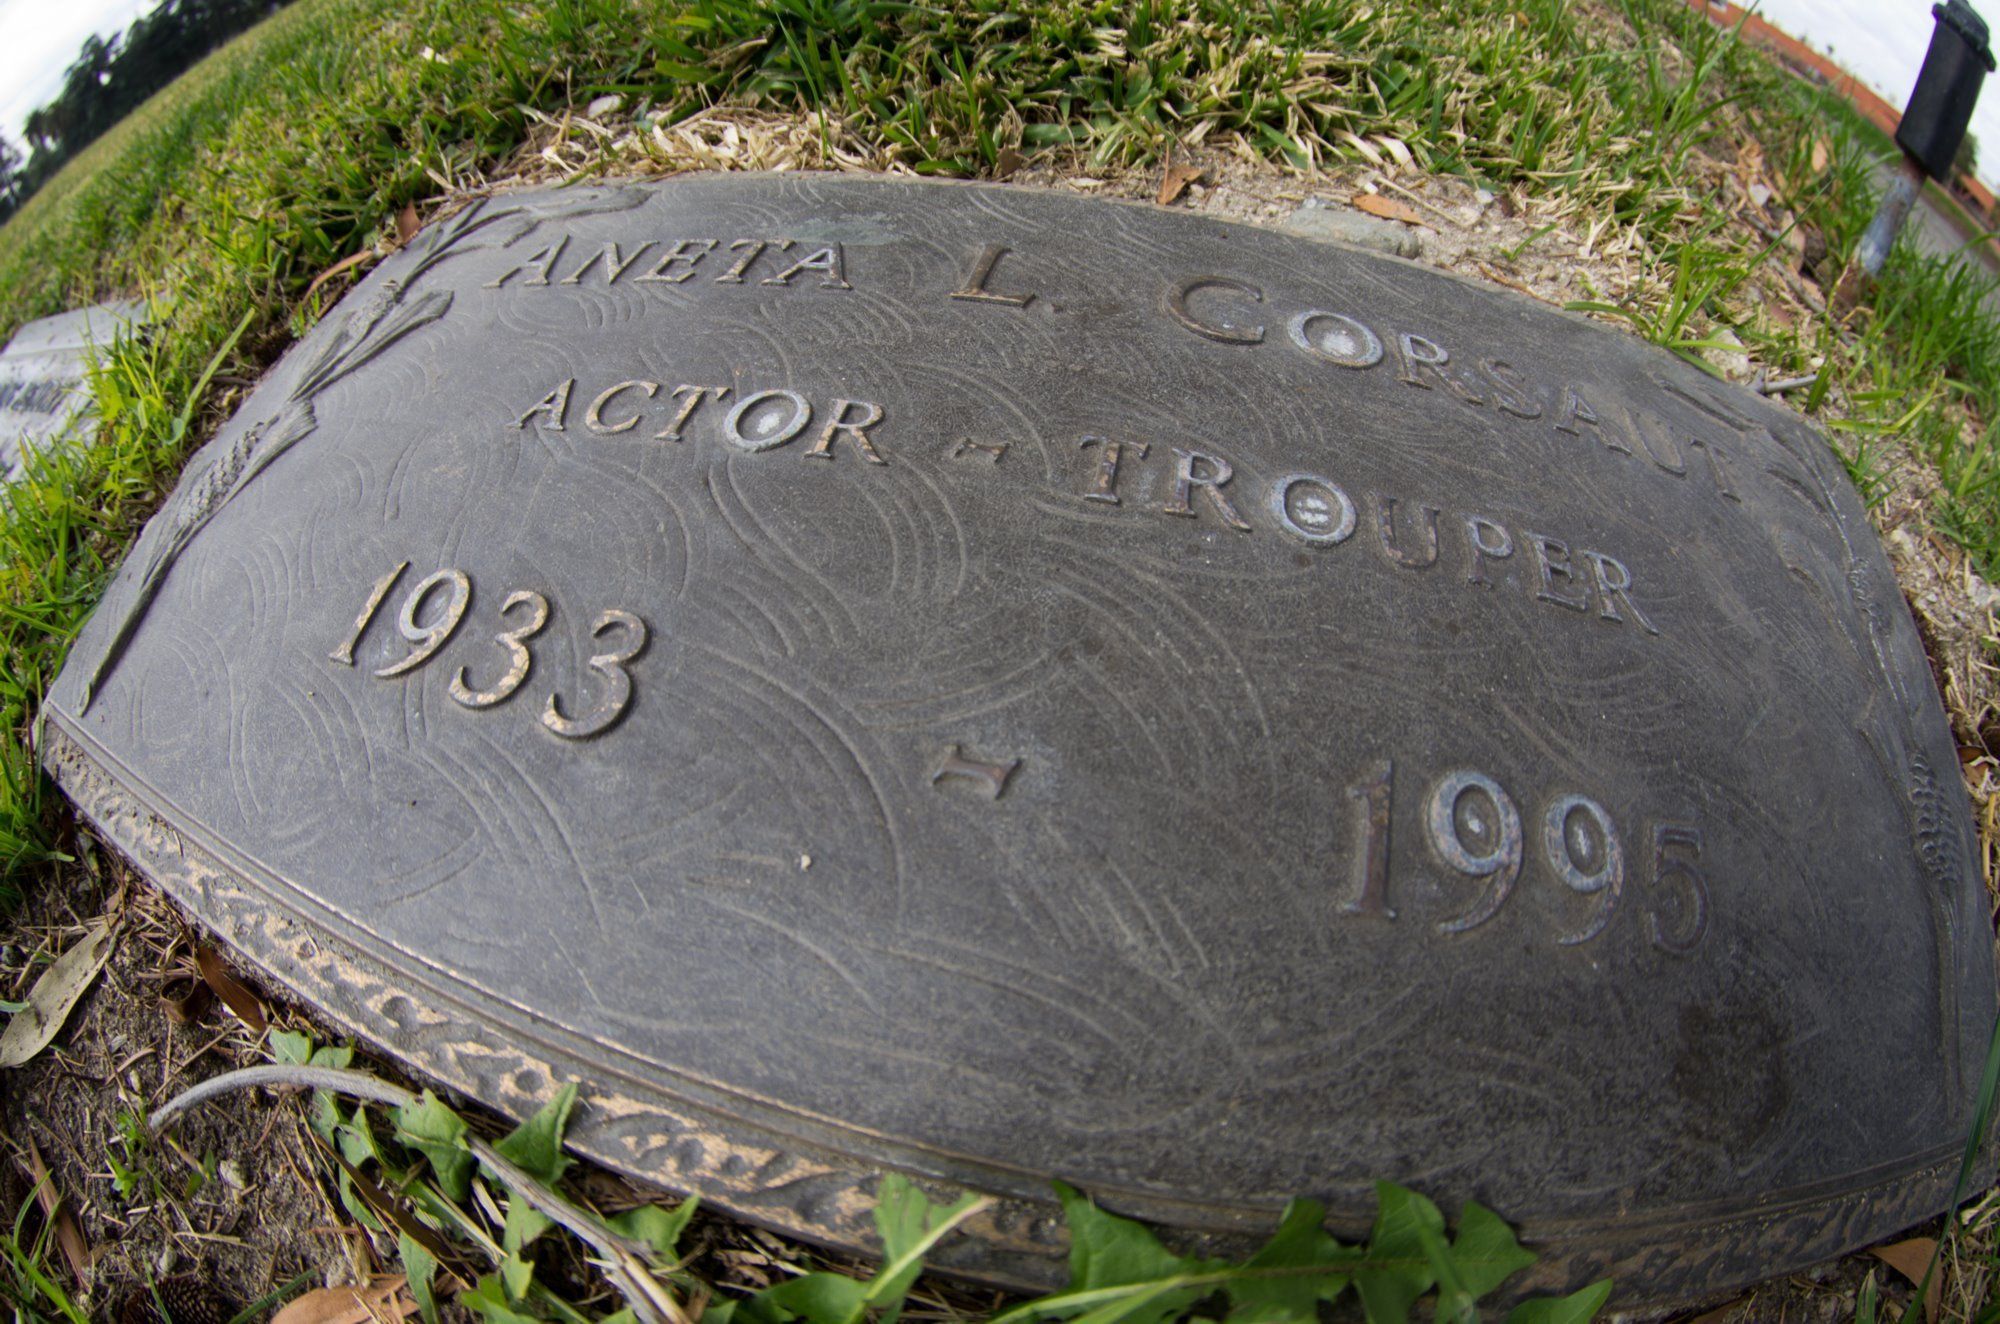 ANETA L. CORSAUT
ACTOR - TROUPER
1933 - 1995